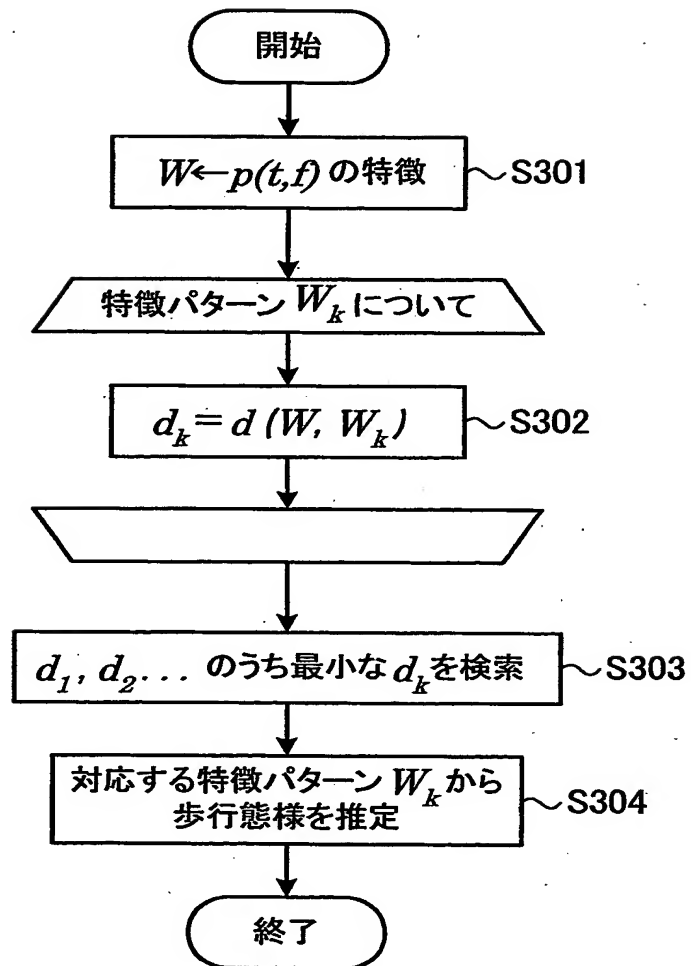 開始
W←p(t,f) の特徴
S301
特徴パターン W_k について
d_k = d (W, W_k)
S302
d_1, d_2... のうち最小な d_k を検索
S303
対応する特徴パターン W_k から
歩行態様を推定
S304
終了